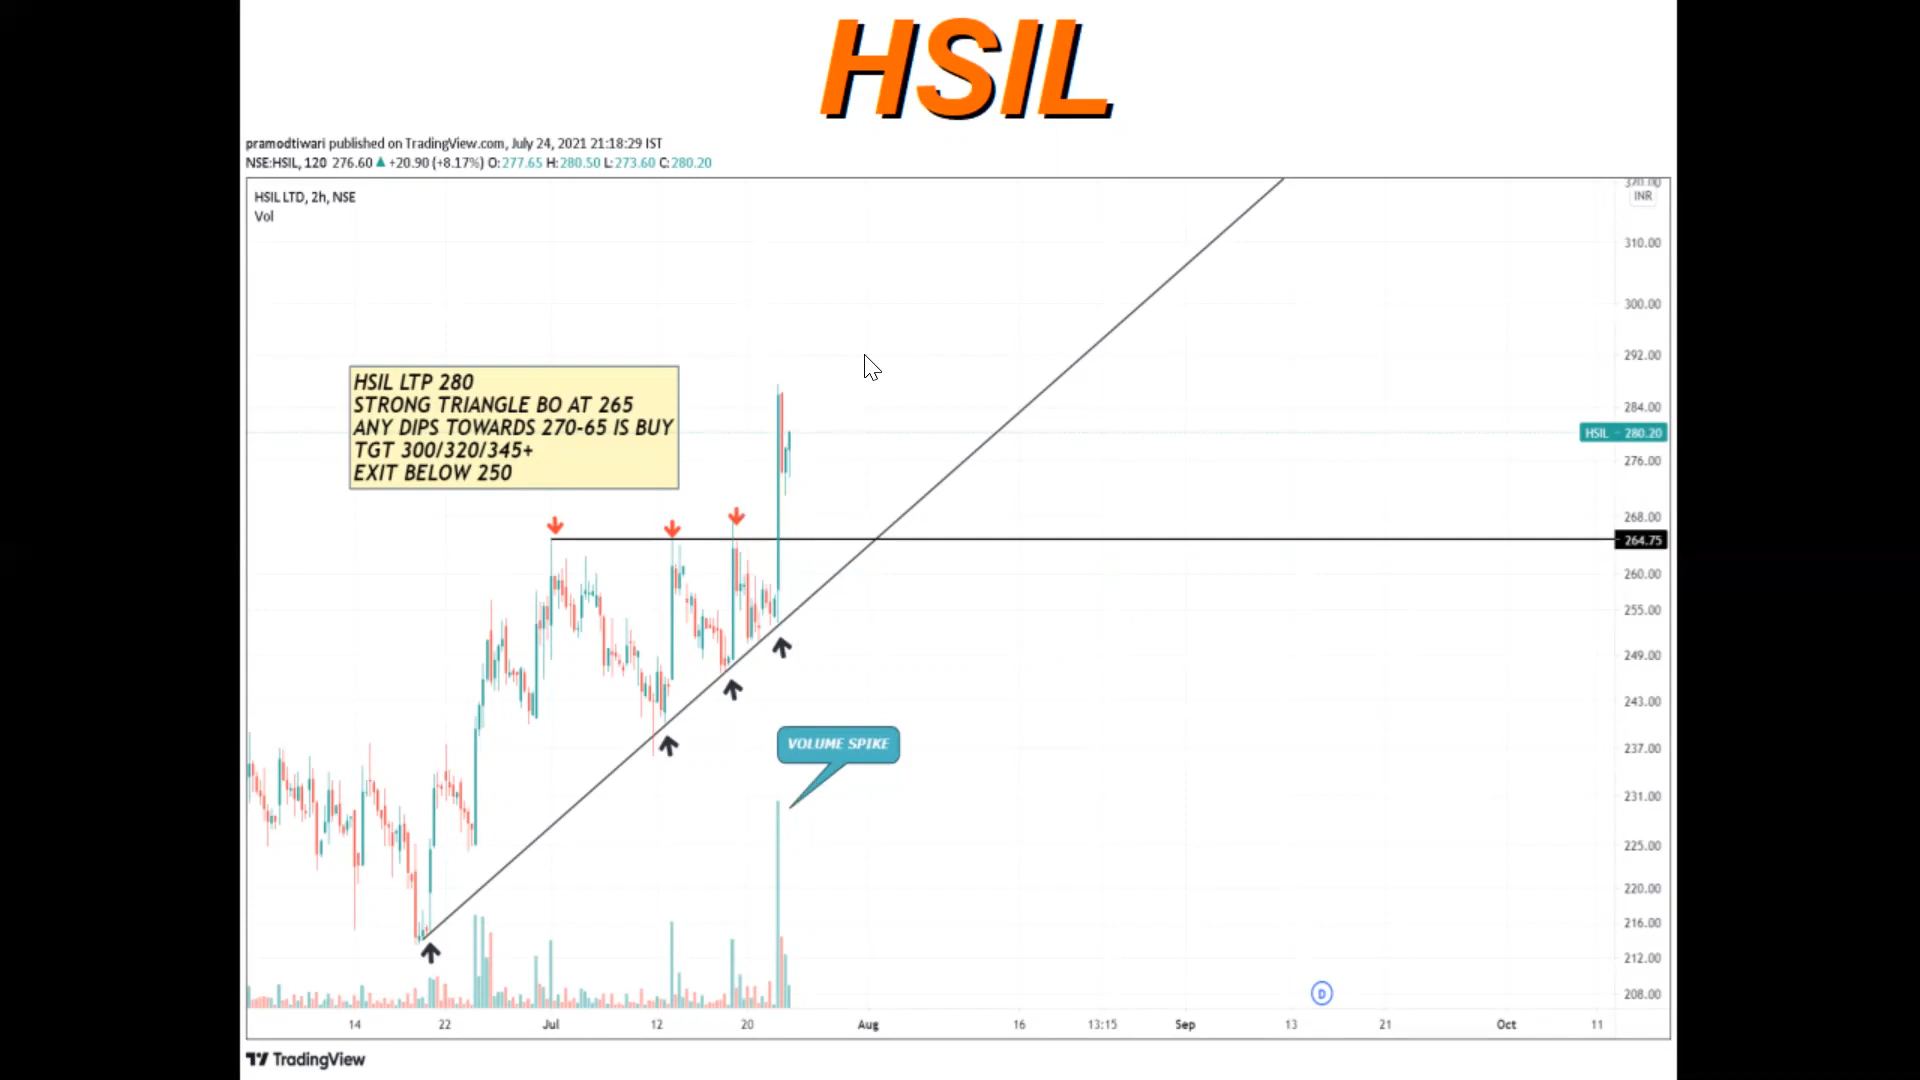 HSIL
pramodtiwari published on TradingView.com, July 24, 2021 21:18:29 IST
NSE:HSIL, 120 276.60 ▲ +20.90 (+8.17%) O:277.65 H:280.50 L:273.60 C:280.20
HSIL LTD, 2h, NSE
Vol
370.00
INR
310.00
300.00
292.00
284.00
HSIL - 280.20
276.00
268.00
264.75
260.00
255.00
249.00
243.00
237.00
231.00
225.00
220.00
216.00
212.00
208.00
HSIL LTP 280
STRONG TRIANGLE BO AT 265
ANY DIPS TOWARDS 270-65 IS BUY
TGT 300/320/345+
EXIT BELOW 250
VOLUME SPIKE
D
14 22 Jul 12 20 Aug 16 13:15 Sep 13 21 Oct 11
TradingView